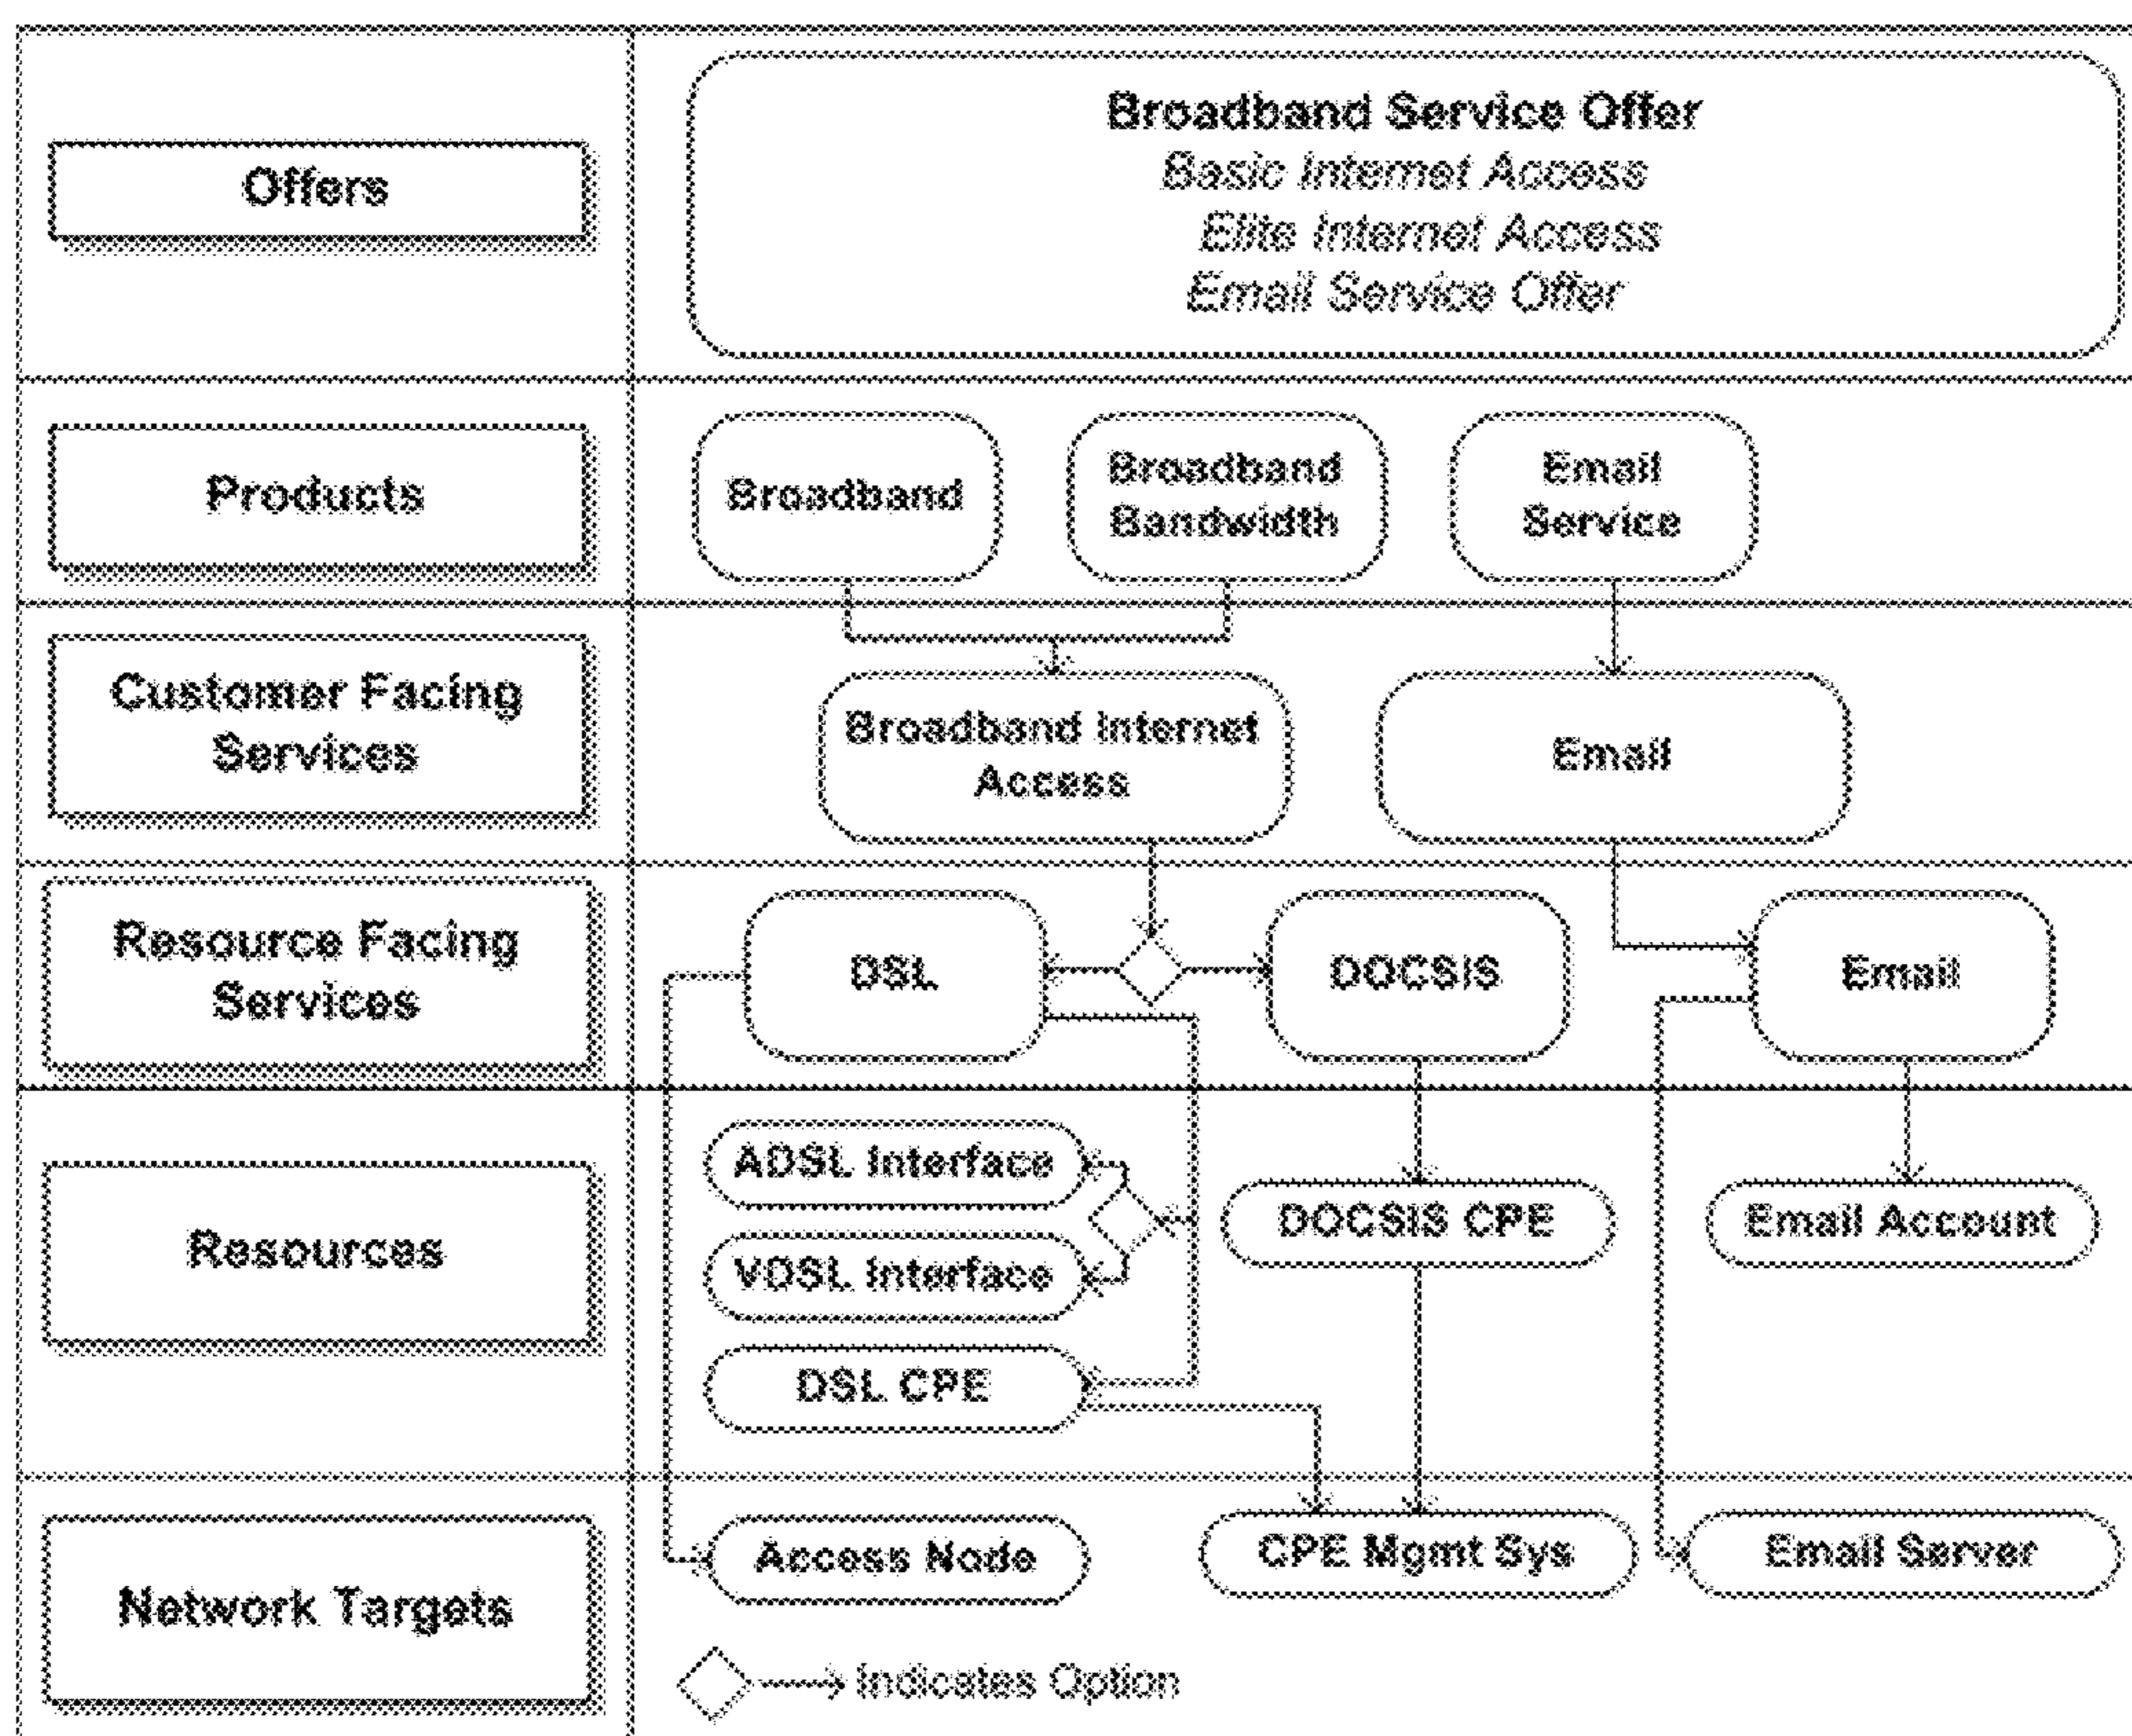 Offers
Broadband Service Offer
Basic Internet Access
Elite Internet Access
Email Service Offer
Products
Broadband
Broadband
Bandwidth
Email
Service
Customer Facing
Services
Broadband Internet
Access
Email
Resource Facing
Services
DSL
DOCSIS
Email
Resources
ADSL Interface
VDSL Interface
DSL CPE
DOCSIS CPE
Email Account
Network Targets
Access Node
CPE Mgmt Sys
Email Server
Indicates Option